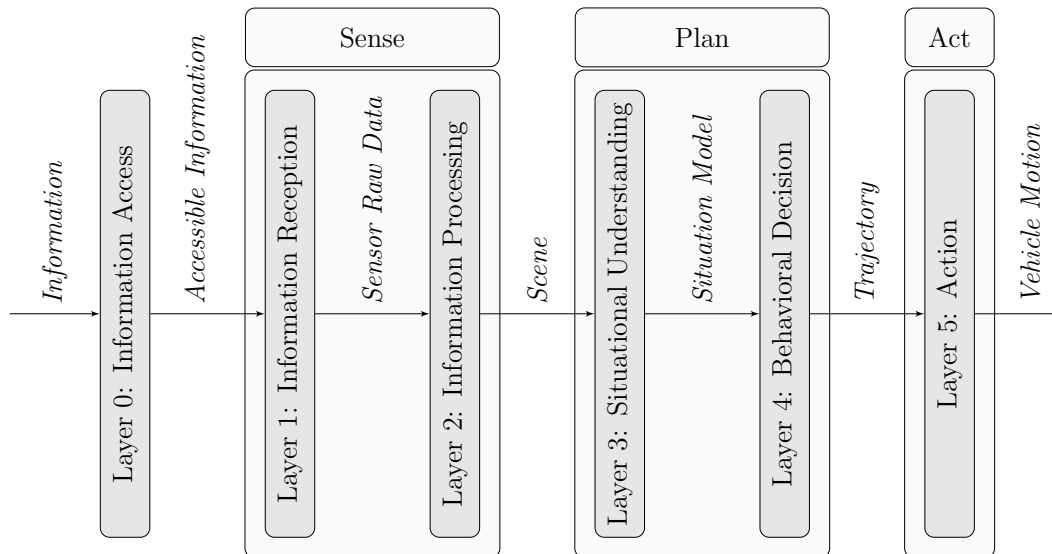 Sense
Plan
Act
Information
Layer 0: Information Access
Accessible Information
Layer 1: Information Reception
Sensor Raw Data
Layer 2: Information Processing
Scene
Layer 3: Situational Understanding
Situation Model
Layer 4: Behavioral Decision
Trajectory
Layer 5: Action
Vehicle Motion